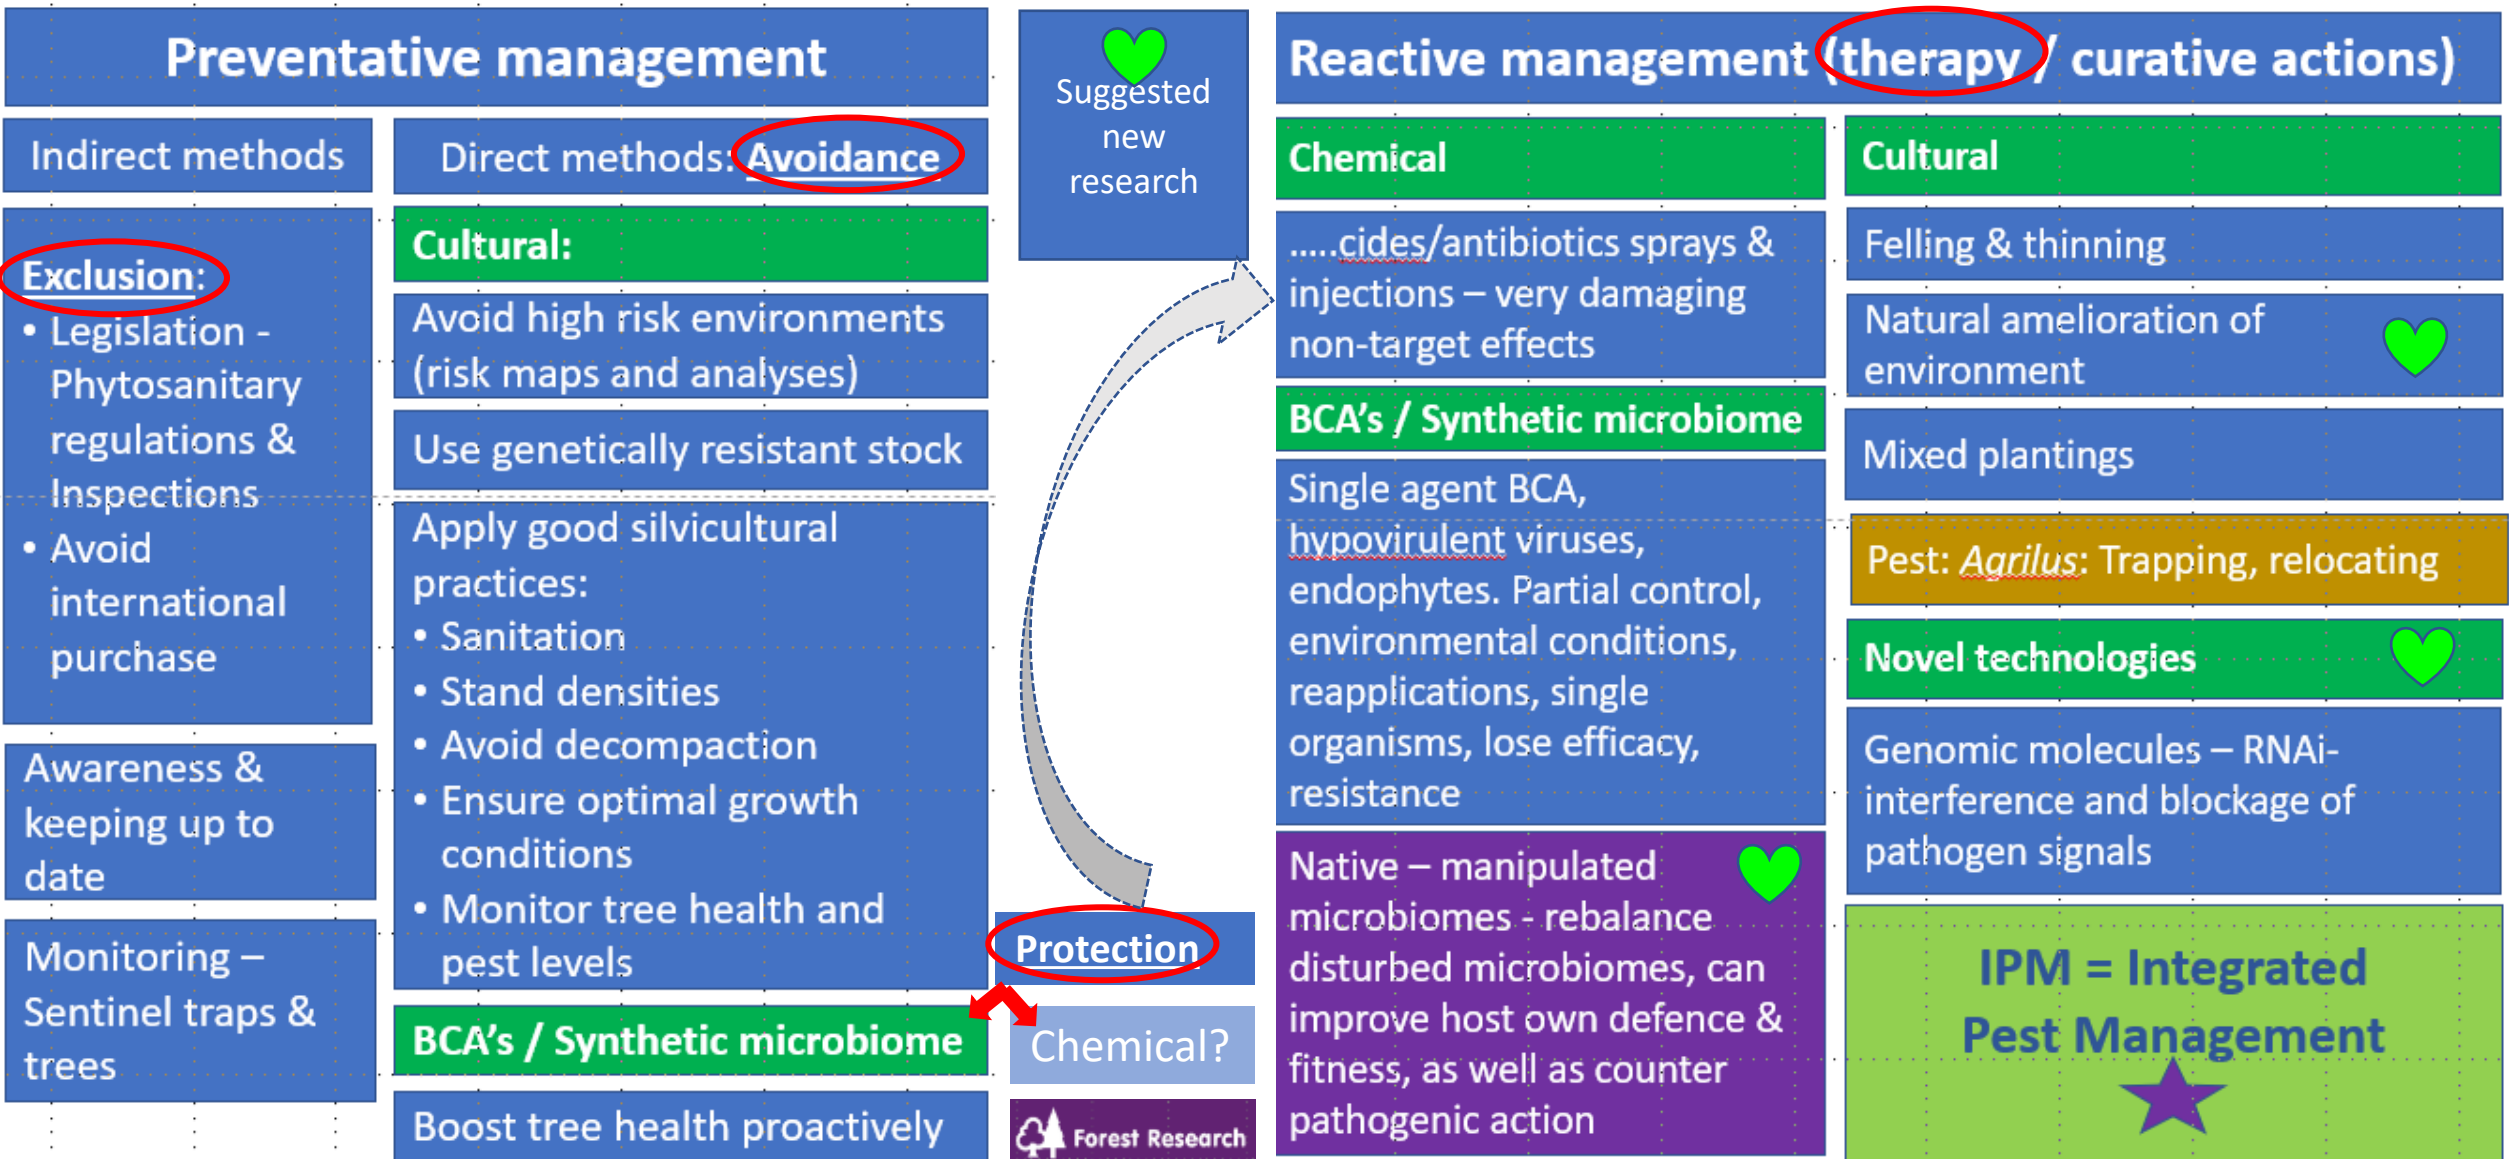 Preventative management
Indirect methods
Exclusion:
• Legislation -
Phytosanitary
regulations &
Inspections
• Avoid
international
purchase
Awareness &
keeping up to
date
Monitoring –
Sentinel traps &
trees
Direct methods: Avoidance
Cultural:
Avoid high risk environments
(risk maps and analyses)
Use genetically resistant stock
Apply good silvicultural
practices:
• Sanitation
• Stand densities
• Avoid decompaction
• Ensure optimal growth
conditions
• Monitor tree health and
pest levels
BCA's / Synthetic microbiome
Boost tree health proactively
Suggested
new
research
Protection
Chemical?
Forest Research
Reactive management (therapy / curative actions)
Chemical
.....cides/antibiotics sprays &
injections – very damaging
non-target effects
BCA's / Synthetic microbiome
Single agent BCA,
hypovirulent viruses,
endophytes. Partial control,
environmental conditions,
reapplications, single
organisms, lose efficacy,
resistance
Native – manipulated
microbiomes - rebalance
disturbed microbiomes, can
improve host own defence &
fitness, as well as counter
pathogenic action
Cultural
Felling & thinning
Natural amelioration of
environment
Mixed plantings
Pest: Agrilus: Trapping, relocating
Novel technologies
Genomic molecules – RNAi-
interference and blockage of
pathogen signals
IPM = Integrated
Pest Management